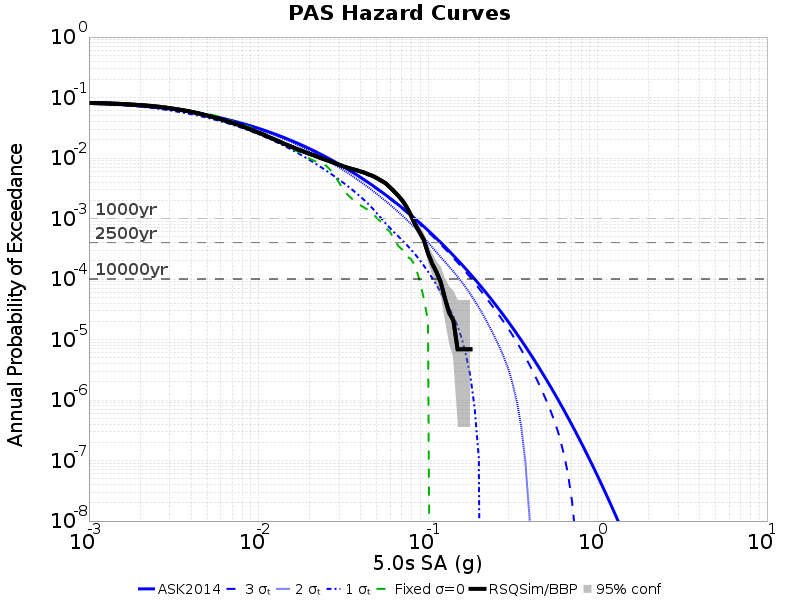 PAS Hazard Curves
Annual Probability of Exceedance
10^0
10^-1
10^-2
10^-3
10^-4
10^-5
10^-6
10^-7
10^-8
1000yr
2500yr
10000yr
10^-3 10^-2 10^-1 10^0 10^1
5.0s SA (g)
ASK2014 3 σₜ 2 σₜ 1 σₜ Fixed σ=0 RSQSim/BBP 95% conf